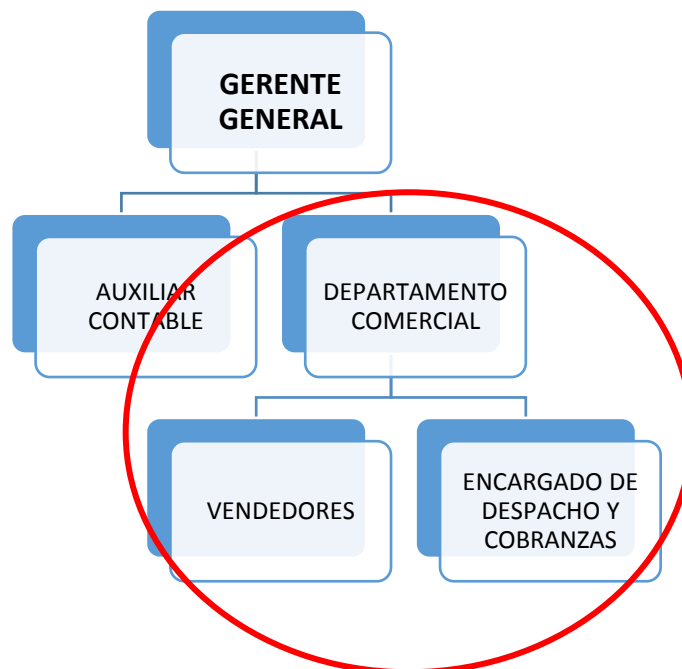 GERENTE
GENERAL
AUXILIAR
CONTABLE
DEPARTAMENTO
COMERCIAL
VENDEDORES
ENCARGADO DE
DESPACHO Y
COBRANZAS